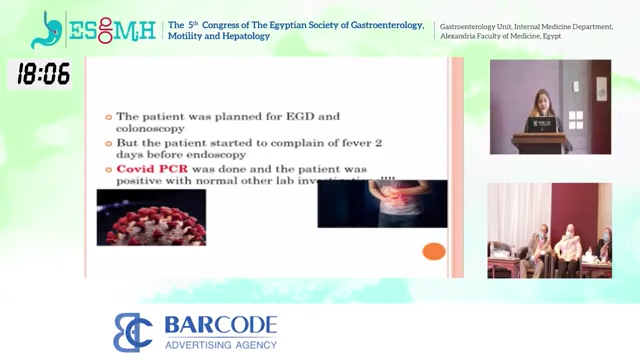 ESGMH
The 5th Congress of The Egyptian Society of Gastroenterology,
Motility and Hepatology
Gastroenterology Unit, Internal Medicine Department,
Alexandria Faculty of Medicine, Egypt
18:06
The patient was planned for EGD and
colonoscopy
But the patient started to complain of fever 2
days before endoscopy
Covid PCR was done and the patient was
positive with normal other lab
BARCODE
BC
BARCODE
ADVERTISING AGENCY